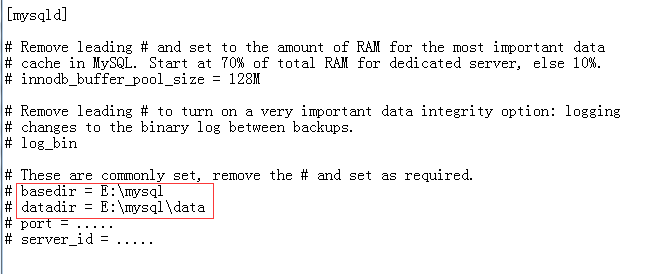 [mysqld]
# Remove leading # and set to the amount of RAM for the most important data
# cache in MySQL. Start at 70% of total RAM for dedicated server, else 10%.
# innodb_buffer_pool_size = 128M
# Remove leading # to turn on a very important data integrity option: logging
# changes to the binary log between backups.
# log_bin
# These are commonly set, remove the # and set as required.
# basedir = E:\mysql
# datadir = E:\mysql\data
# port = .....
# server_id = .....